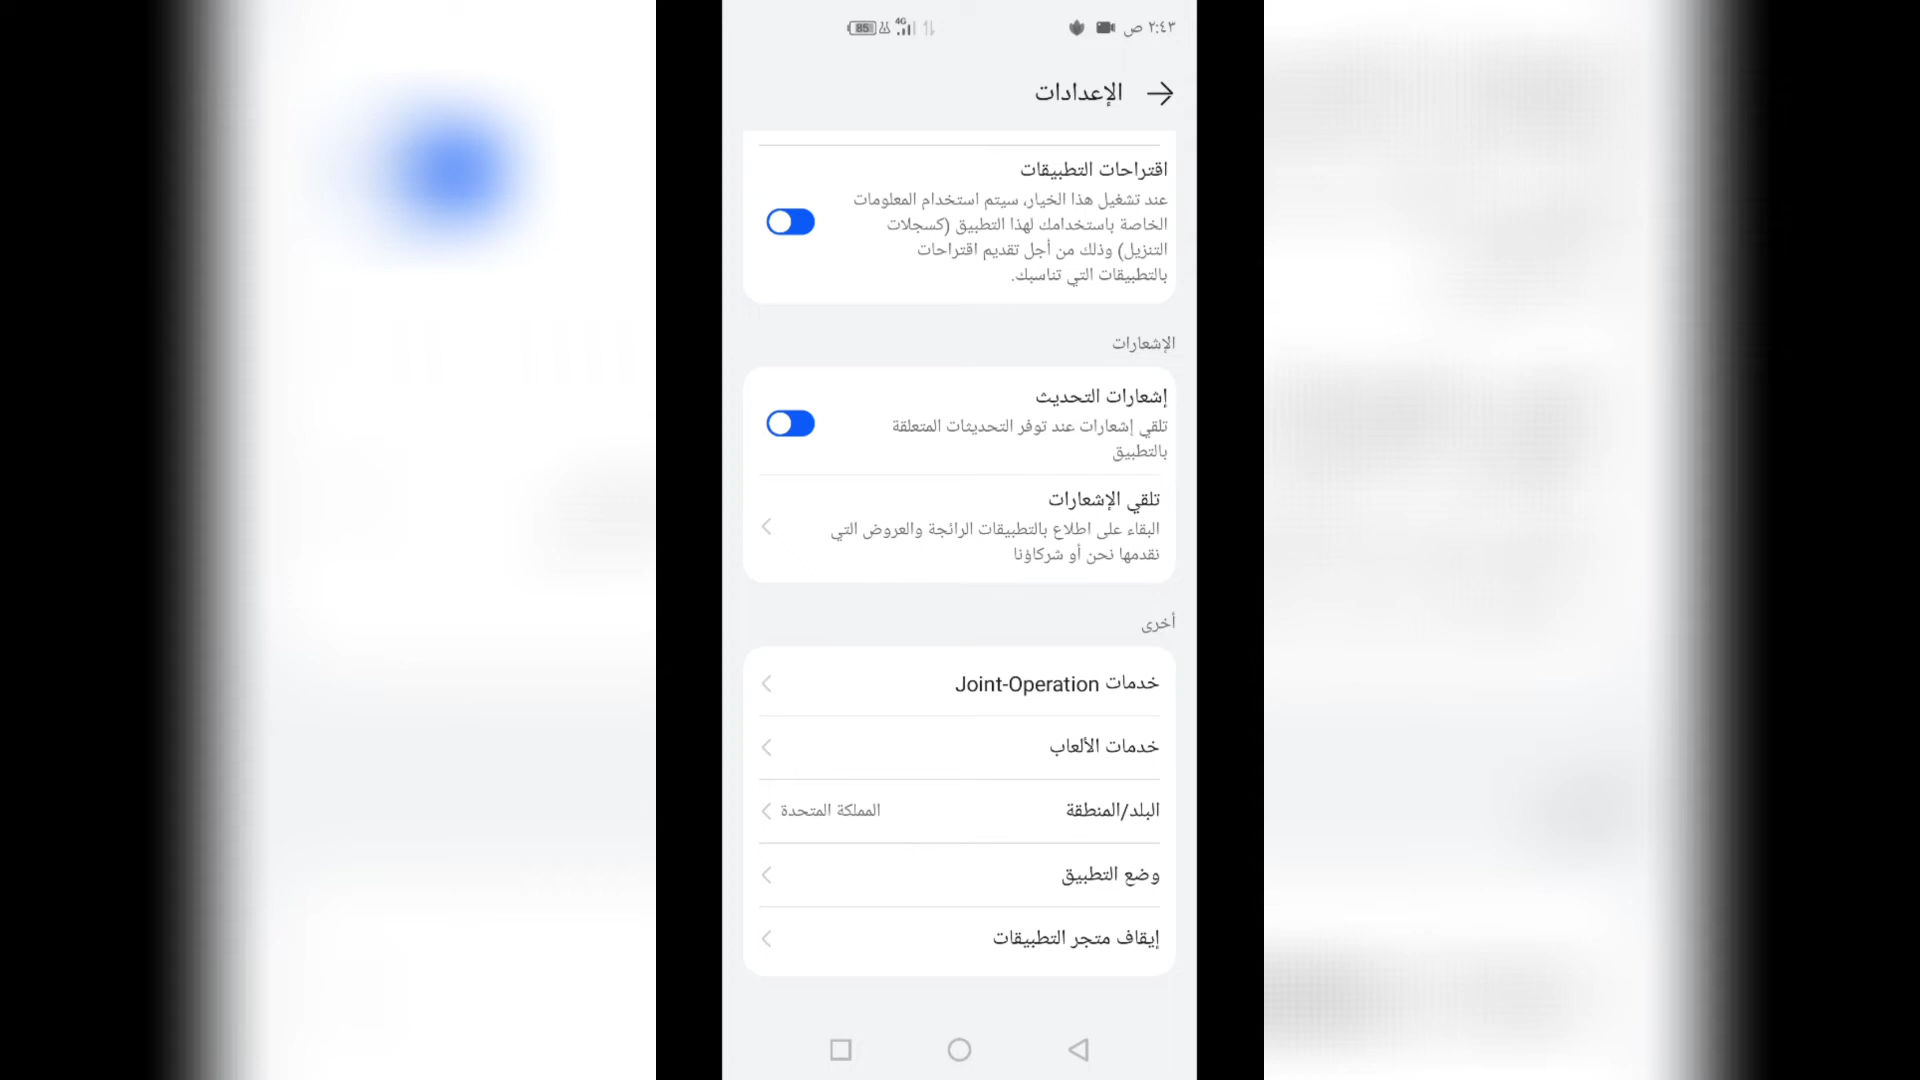 ٢:٤٣ ص
4G
85
الإعدادات
اقتراحات التطبيقات
عند تشغيل هذا الخيار، سيتم استخدام المعلومات
الخاصة باستخدامك لهذا التطبيق (كسجلات
التنزيل) وذلك من أجل تقديم اقتراحات
بالتطبيقات التي تناسبك.
الإشعارات
إشعارات التحديث
تلقي إشعارات عند توفر التحديثات المتعلقة
بالتطبيق
تلقي الإشعارات
البقاء على اطلاع بالتطبيقات الرائجة والعروض التي
نقدمها نحن أو شركاؤنا
أخرى
خدمات Joint-Operation
خدمات الألعاب
البلد/المنطقة
المملكة المتحدة
وضع التطبيق
إيقاف متجر التطبيقات